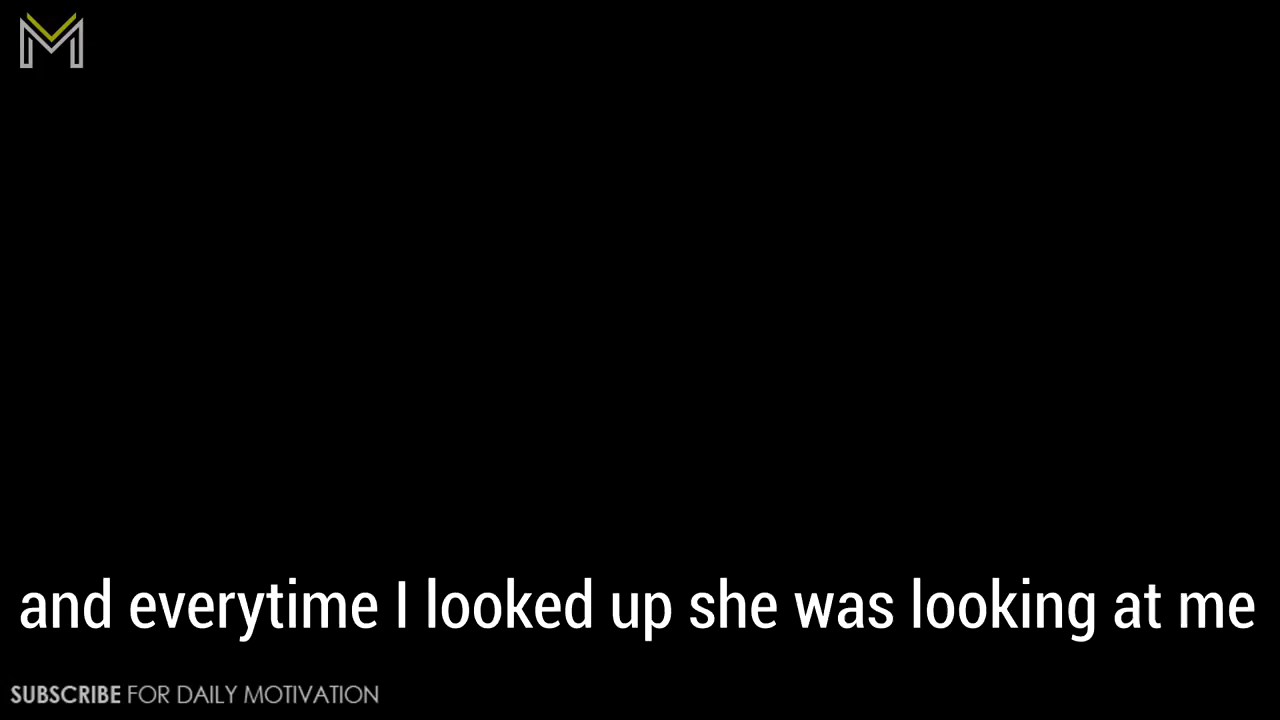 M
and everytime I looked up she was looking at me
SUBSCRIBE FOR DAILY MOTIVATION